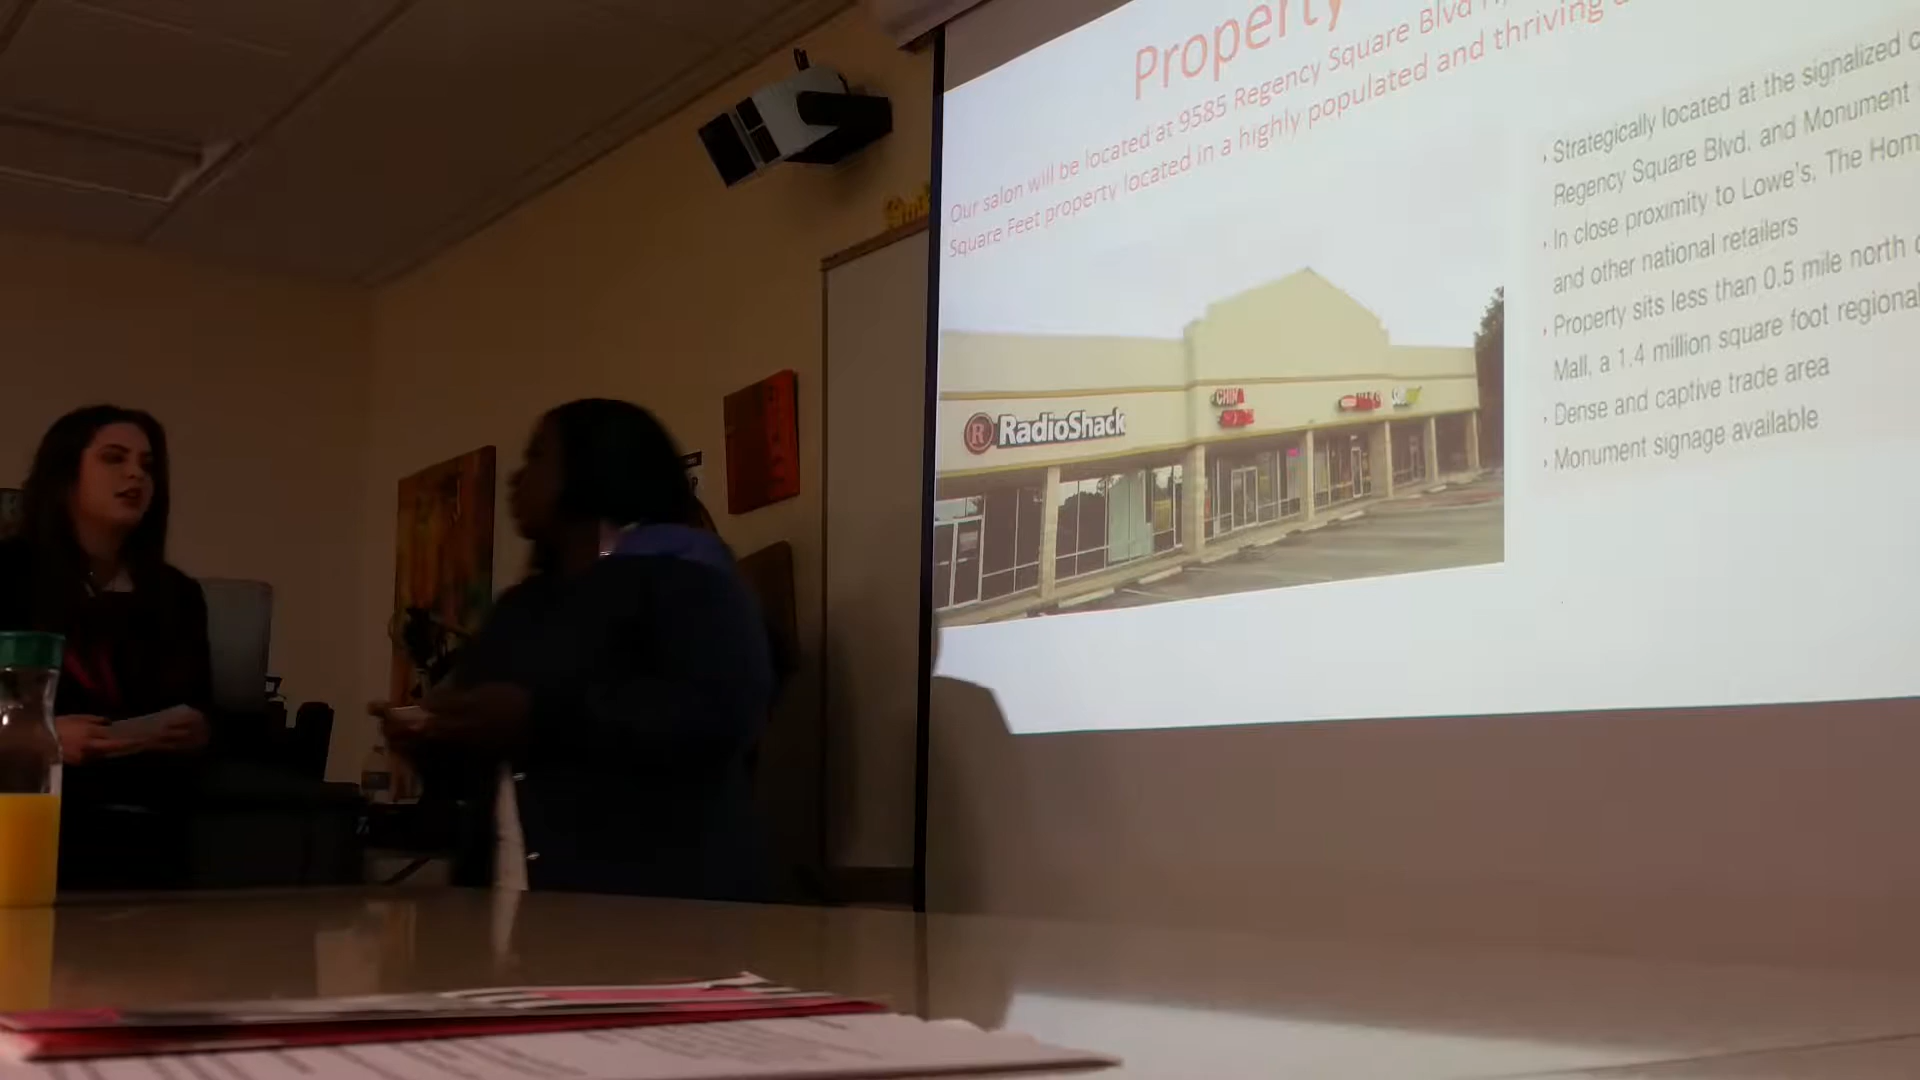 Property
Our salon will be located at 9585 Regency Square Blvd
Square Feet property located in a highly populated and thriving
RadioShack
CHINA
• Strategically located at the signalized
Regency Square Blvd. and Monument
• In close proximity to Lowe's, The Hom
and other national retailers
• Property sits less than 0.5 mile north
Mall, a 1.4 million square foot regional
• Dense and captive trade area
• Monument signage available